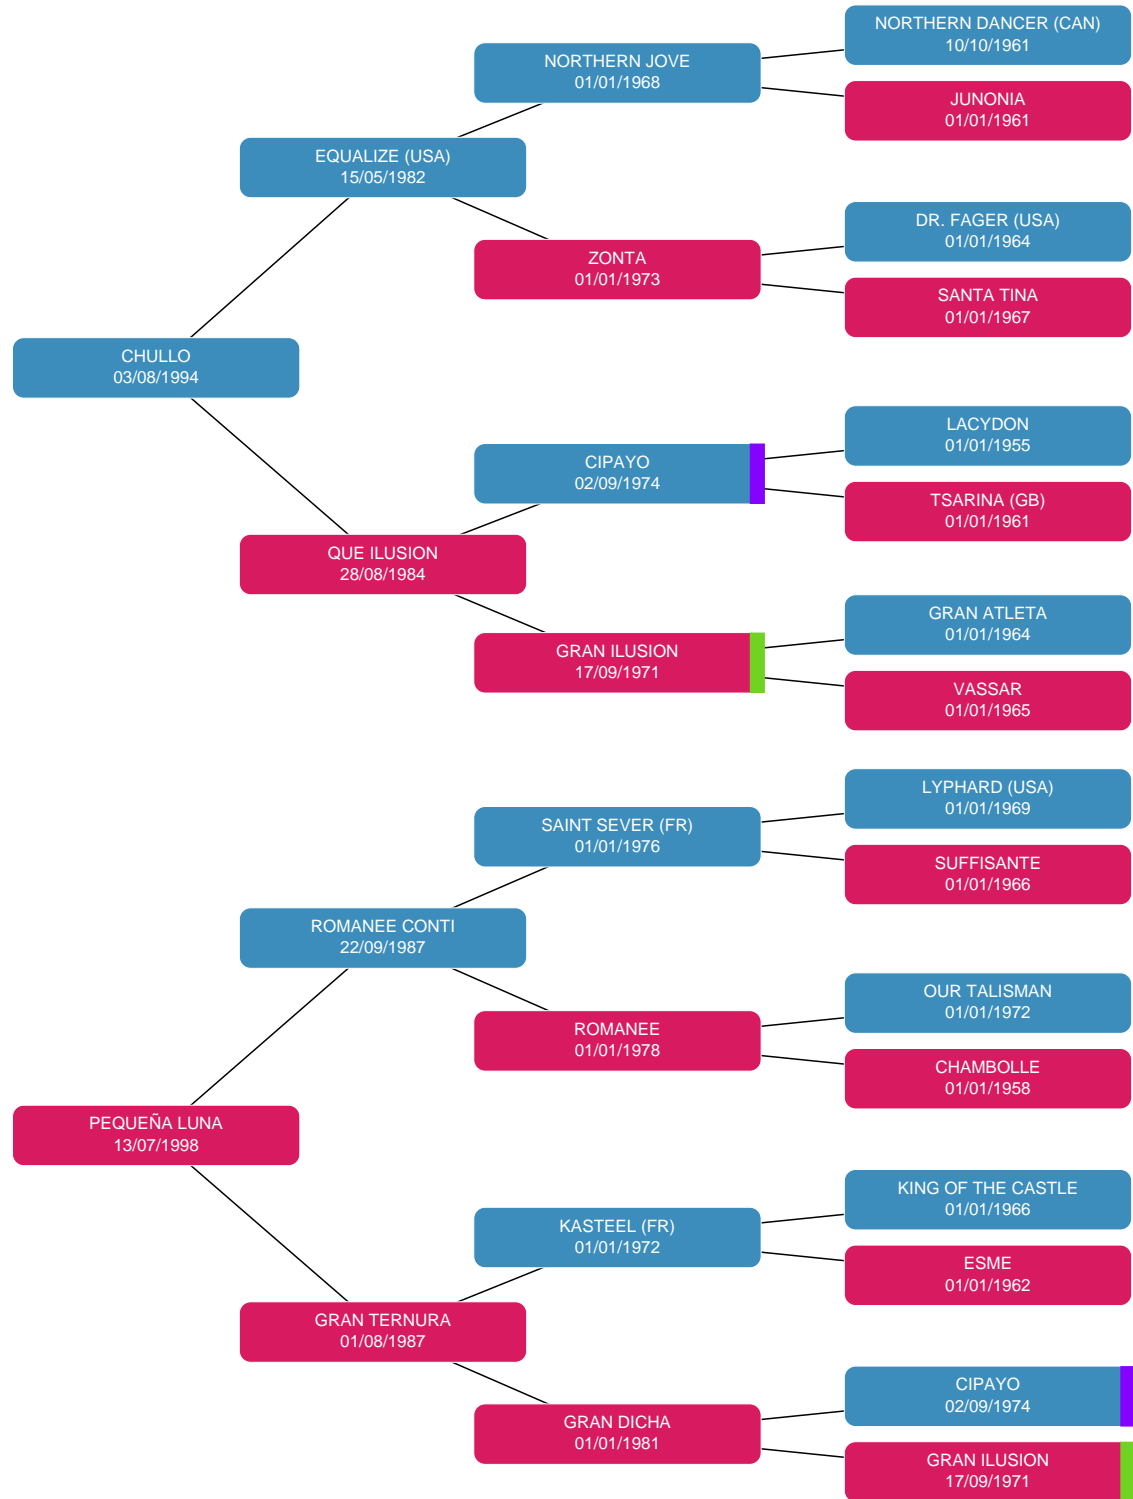 NORTHERN DANCER (CAN)
10/10/1961
NORTHERN JOVE
01/01/1968
JUNONIA
01/01/1961
EQUALIZE (USA)
15/05/1982
DR. FAGER (USA)
01/01/1964
ZONTA
01/01/1973
SANTA TINA
01/01/1967
CHULLO
03/08/1994
LACYDON
01/01/1955
CIPAYO
02/09/1974
TSARINA (GB)
01/01/1961
QUE ILUSION
28/08/1984
GRAN ATLETA
01/01/1964
GRAN ILUSION
17/09/1971
VASSAR
01/01/1965
LYPHARD (USA)
01/01/1969
SAINT SEVER (FR)
01/01/1976
SUFFISANTE
01/01/1966
ROMANEE CONTI
22/09/1987
OUR TALISMAN
01/01/1972
ROMANEE
01/01/1978
CHAMBOLLE
01/01/1958
PEQUEÑA LUNA
13/07/1998
KING OF THE CASTLE
01/01/1966
KASTEEL (FR)
01/01/1972
ESME
01/01/1962
GRAN TERNURA
01/08/1987
CIPAYO
02/09/1974
GRAN DICHA
01/01/1981
GRAN ILUSION
17/09/1971